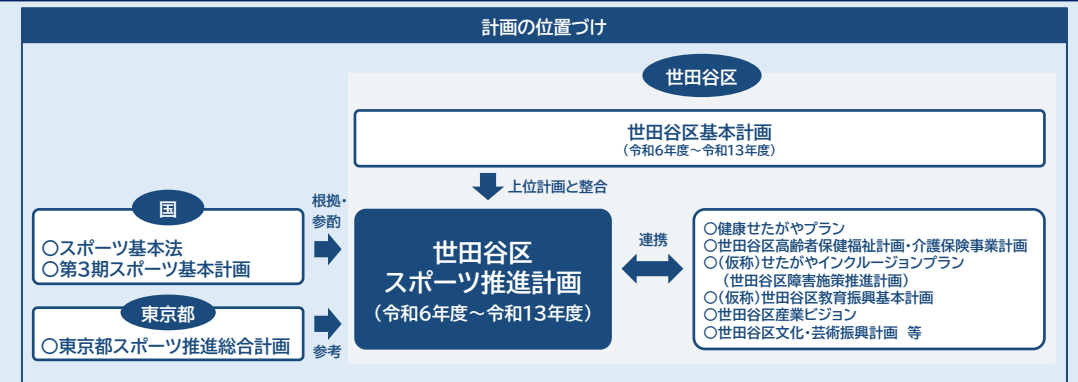 計画の位置づけ
世田谷区
世田谷区基本計画
(令和6年度～令和13年度)
上位計画と整合
国
○スポーツ基本法
○第3期スポーツ基本計画
根拠・
参酌
東京都
○東京都スポーツ推進総合計画
参考
世田谷区
スポーツ推進計画
(令和6年度～令和13年度)
連携
○健康せたがやプラン
○世田谷区高齢者保健福祉計画・介護保険事業計画
○(仮称)せたがやインクルージョンプラン
(世田谷区障害施策推進計画)
○(仮称)世田谷区教育振興基本計画
○世田谷区産業ビジョン
○世田谷区文化・芸術振興計画 等